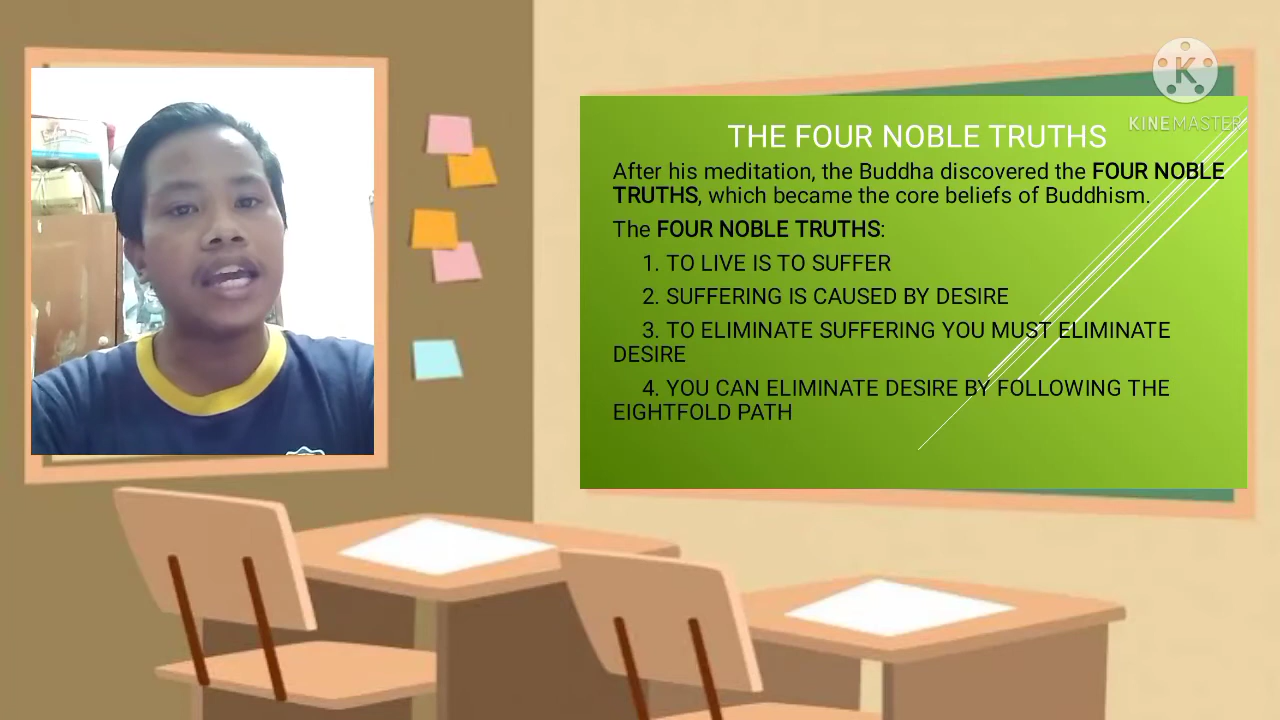 K
KINEMASTER
THE FOUR NOBLE TRUTHS
After his meditation, the Buddha discovered the FOUR NOBLE
TRUTHS, which became the core beliefs of Buddhism.
The FOUR NOBLE TRUTHS:
1. TO LIVE IS TO SUFFER
2. SUFFERING IS CAUSED BY DESIRE
3. TO ELIMINATE SUFFERING YOU MUST ELIMINATE
DESIRE
4. YOU CAN ELIMINATE DESIRE BY FOLLOWING THE
EIGHTFOLD PATH